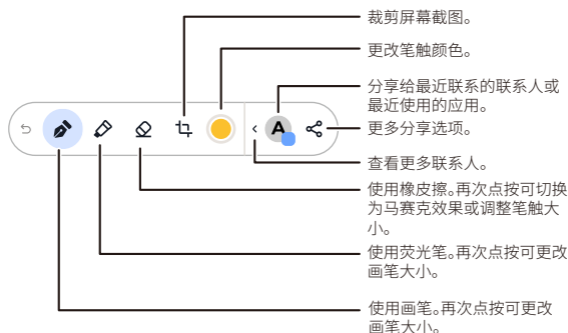 裁剪屏幕截图。
更改笔触颜色。
分享给最近联系的联系人或
最近使用的应用。
A
更多分享选项。
查看更多联系人。
使用橡皮擦。再次点按可切换
为马赛克效果或调整笔触大
小。
使用荧光笔。再次点按可更改
画笔大小。
使用画笔。再次点按可更改
画笔大小。